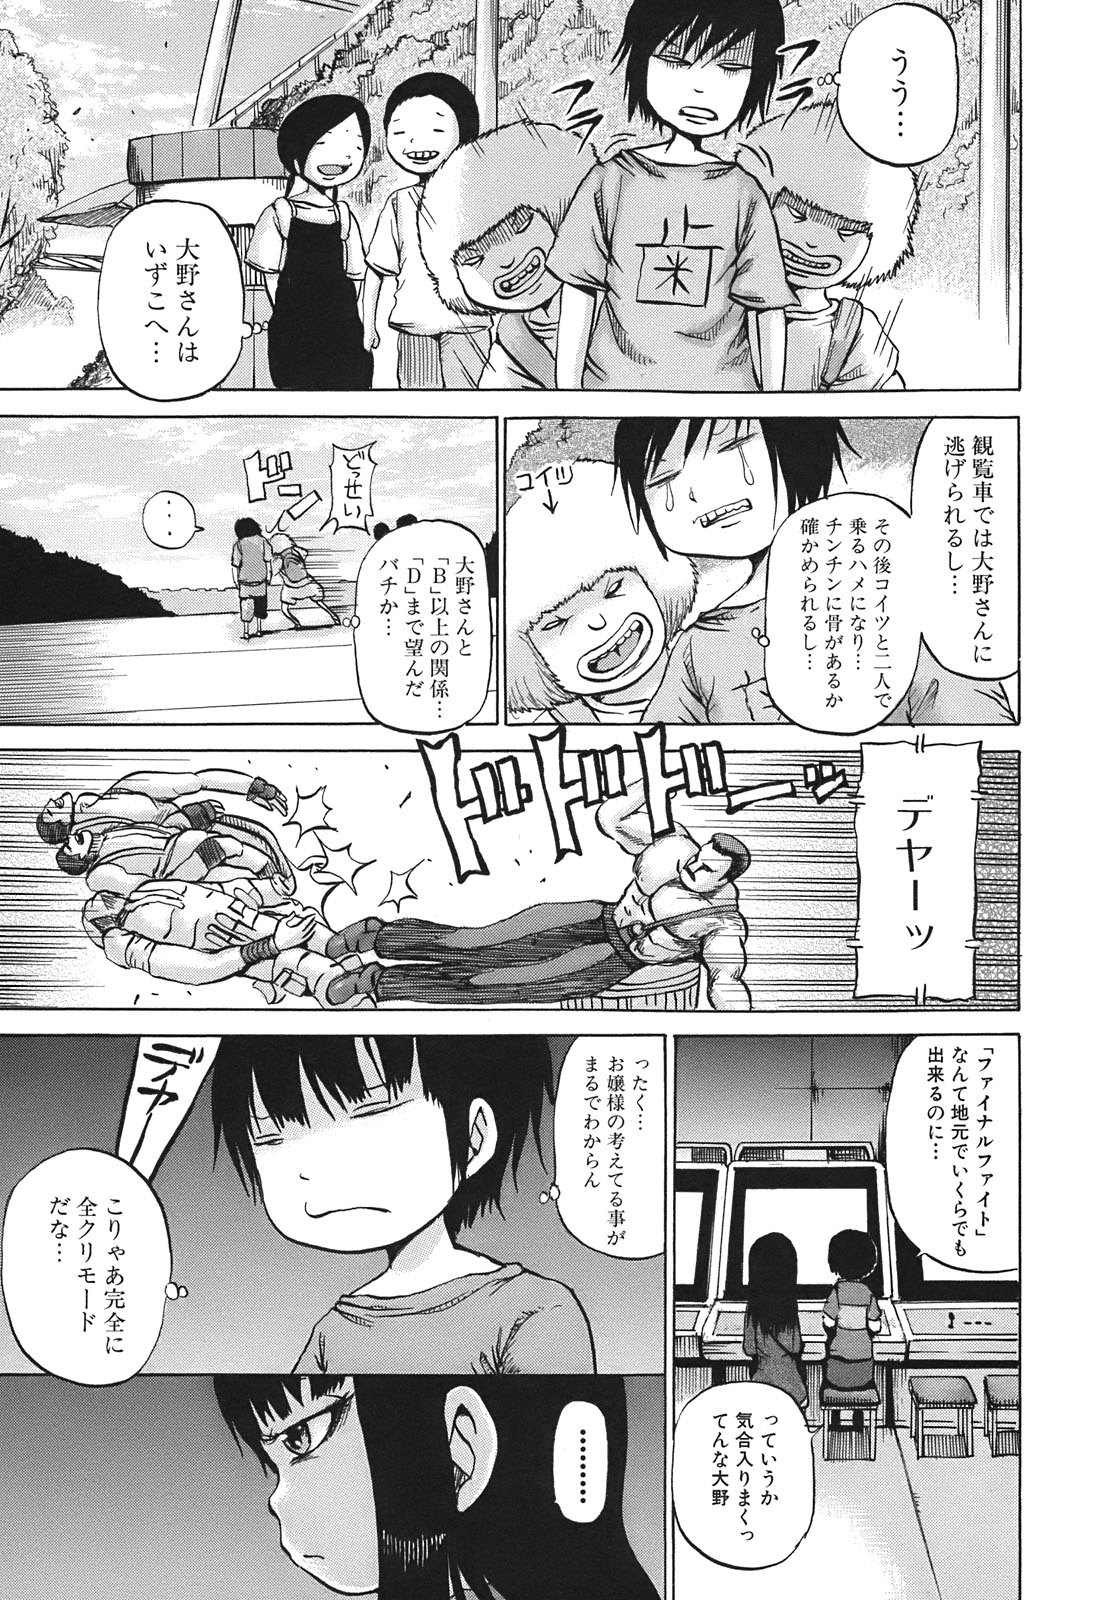 うう…
歯
大野さんは
いずこへ…
観覧車では大野さんに
逃げられるし…
その後コイツと二人で
乗るハメになり…
チンチンに骨があるか
確かめられるし…
コイツ
↓
どっせい
ドーン
…
大野さんと
「B」以上の関係…
「D」まで望んだ
バチか…
デヤーッ
ドドドーッ
「ファイナルファイト」
なんて地元でいくらでも
出来るのに…
っていうか
気合入りまくっ
てんな大野
ったく…
お嬢様の考えてる事が
まるでわからん
デヤーー
こりゃあ完全に
全クリモード
だな…
………